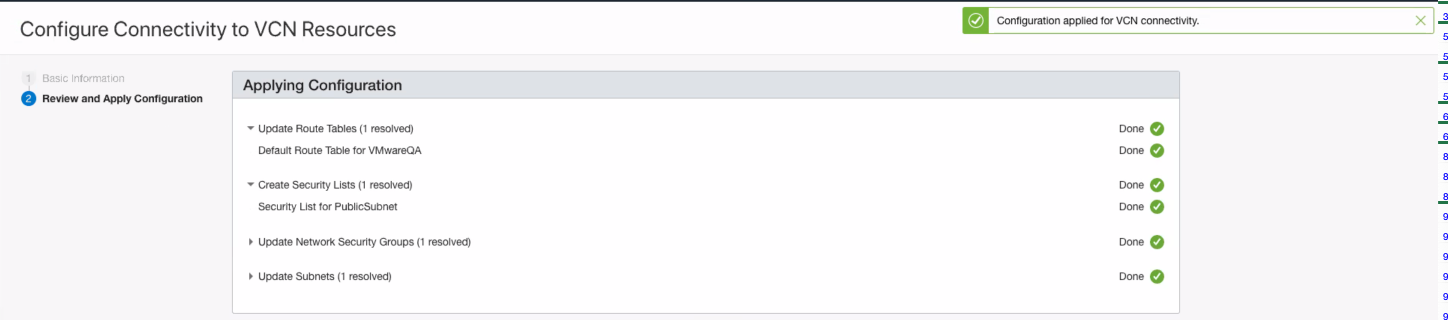 Configure Connectivity to VCN Resources
Configuration applied for VCN connectivity.
1 Basic Information
2 Review and Apply Configuration
Applying Configuration
Update Route Tables (1 resolved) Done
Default Route Table for VMwareQA Done
Create Security Lists (1 resolved) Done
Security List for PublicSubnet Done
Update Network Security Groups (1 resolved) Done
Update Subnets (1 resolved) Done
3
5
5
5
5
6
6
8
8
8
9
9
9
9
9
9